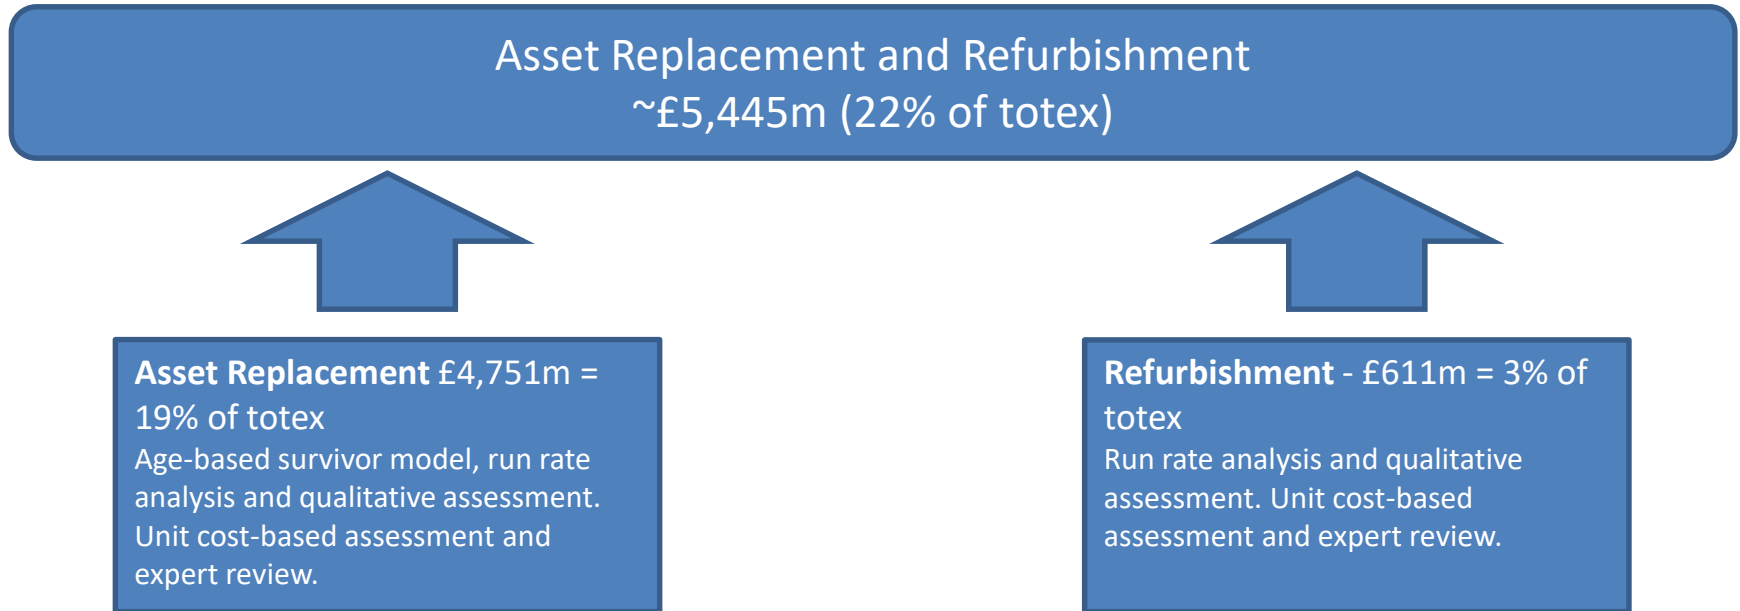 Asset Replacement and Refurbishment
~£5,445m (22% of totex)
Asset Replacement £4,751m =
19% of totex
Age-based survivor model, run rate
analysis and qualitative assessment.
Unit cost-based assessment and
expert review.
Refurbishment - £611m = 3% of
totex
Run rate analysis and qualitative
assessment. Unit cost-based
assessment and expert review.